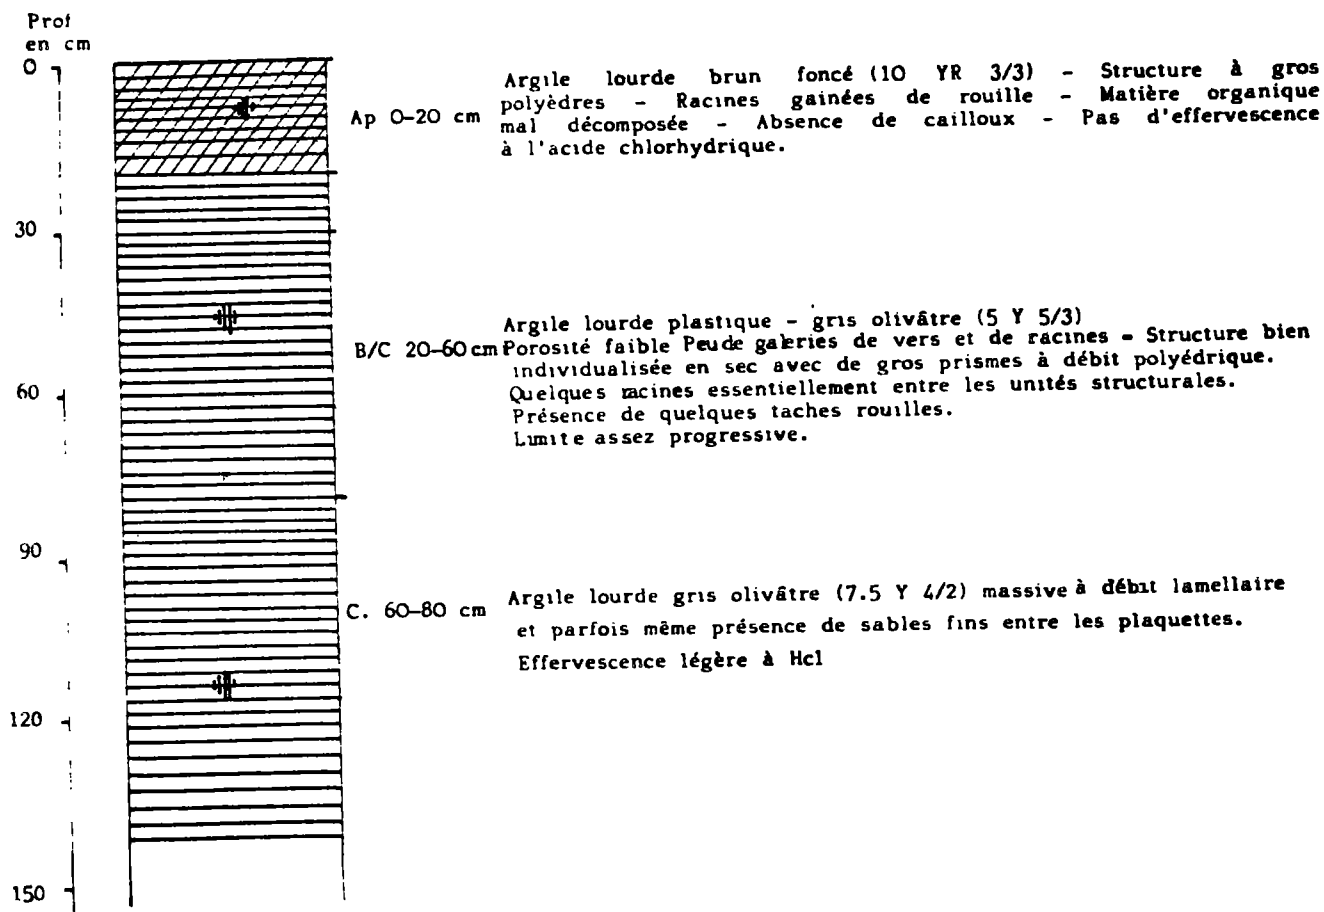 Prof
en cm
0
Ap 0-20 cm
Argile lourde brun foncé (10 YR 3/3) - Structure à gros
polyèdres - Racines gainées de rouille - Matière organique
mal décomposée - Absence de cailloux - Pas d'effervescence
à l'acide chlorhydrique.
30
B/C 20-60 cm
Argile lourde plastique - gris olivâtre (5 Y 5/3)
Porosité faible Peu de galeries de vers et de racines - Structure bien
individualisée en sec avec de gros prismes à débit polyédrique.
Quelques racines essentiellement entre les unités structurales.
Présence de quelques taches rouilles.
Limite assez progressive.
60
90
C. 60-80 cm
Argile lourde gris olivâtre (7.5 Y 4/2) massive à débit lamellaire
et parfois même présence de sables fins entre les plaquettes.
Effervescence légère à Hcl
120
150